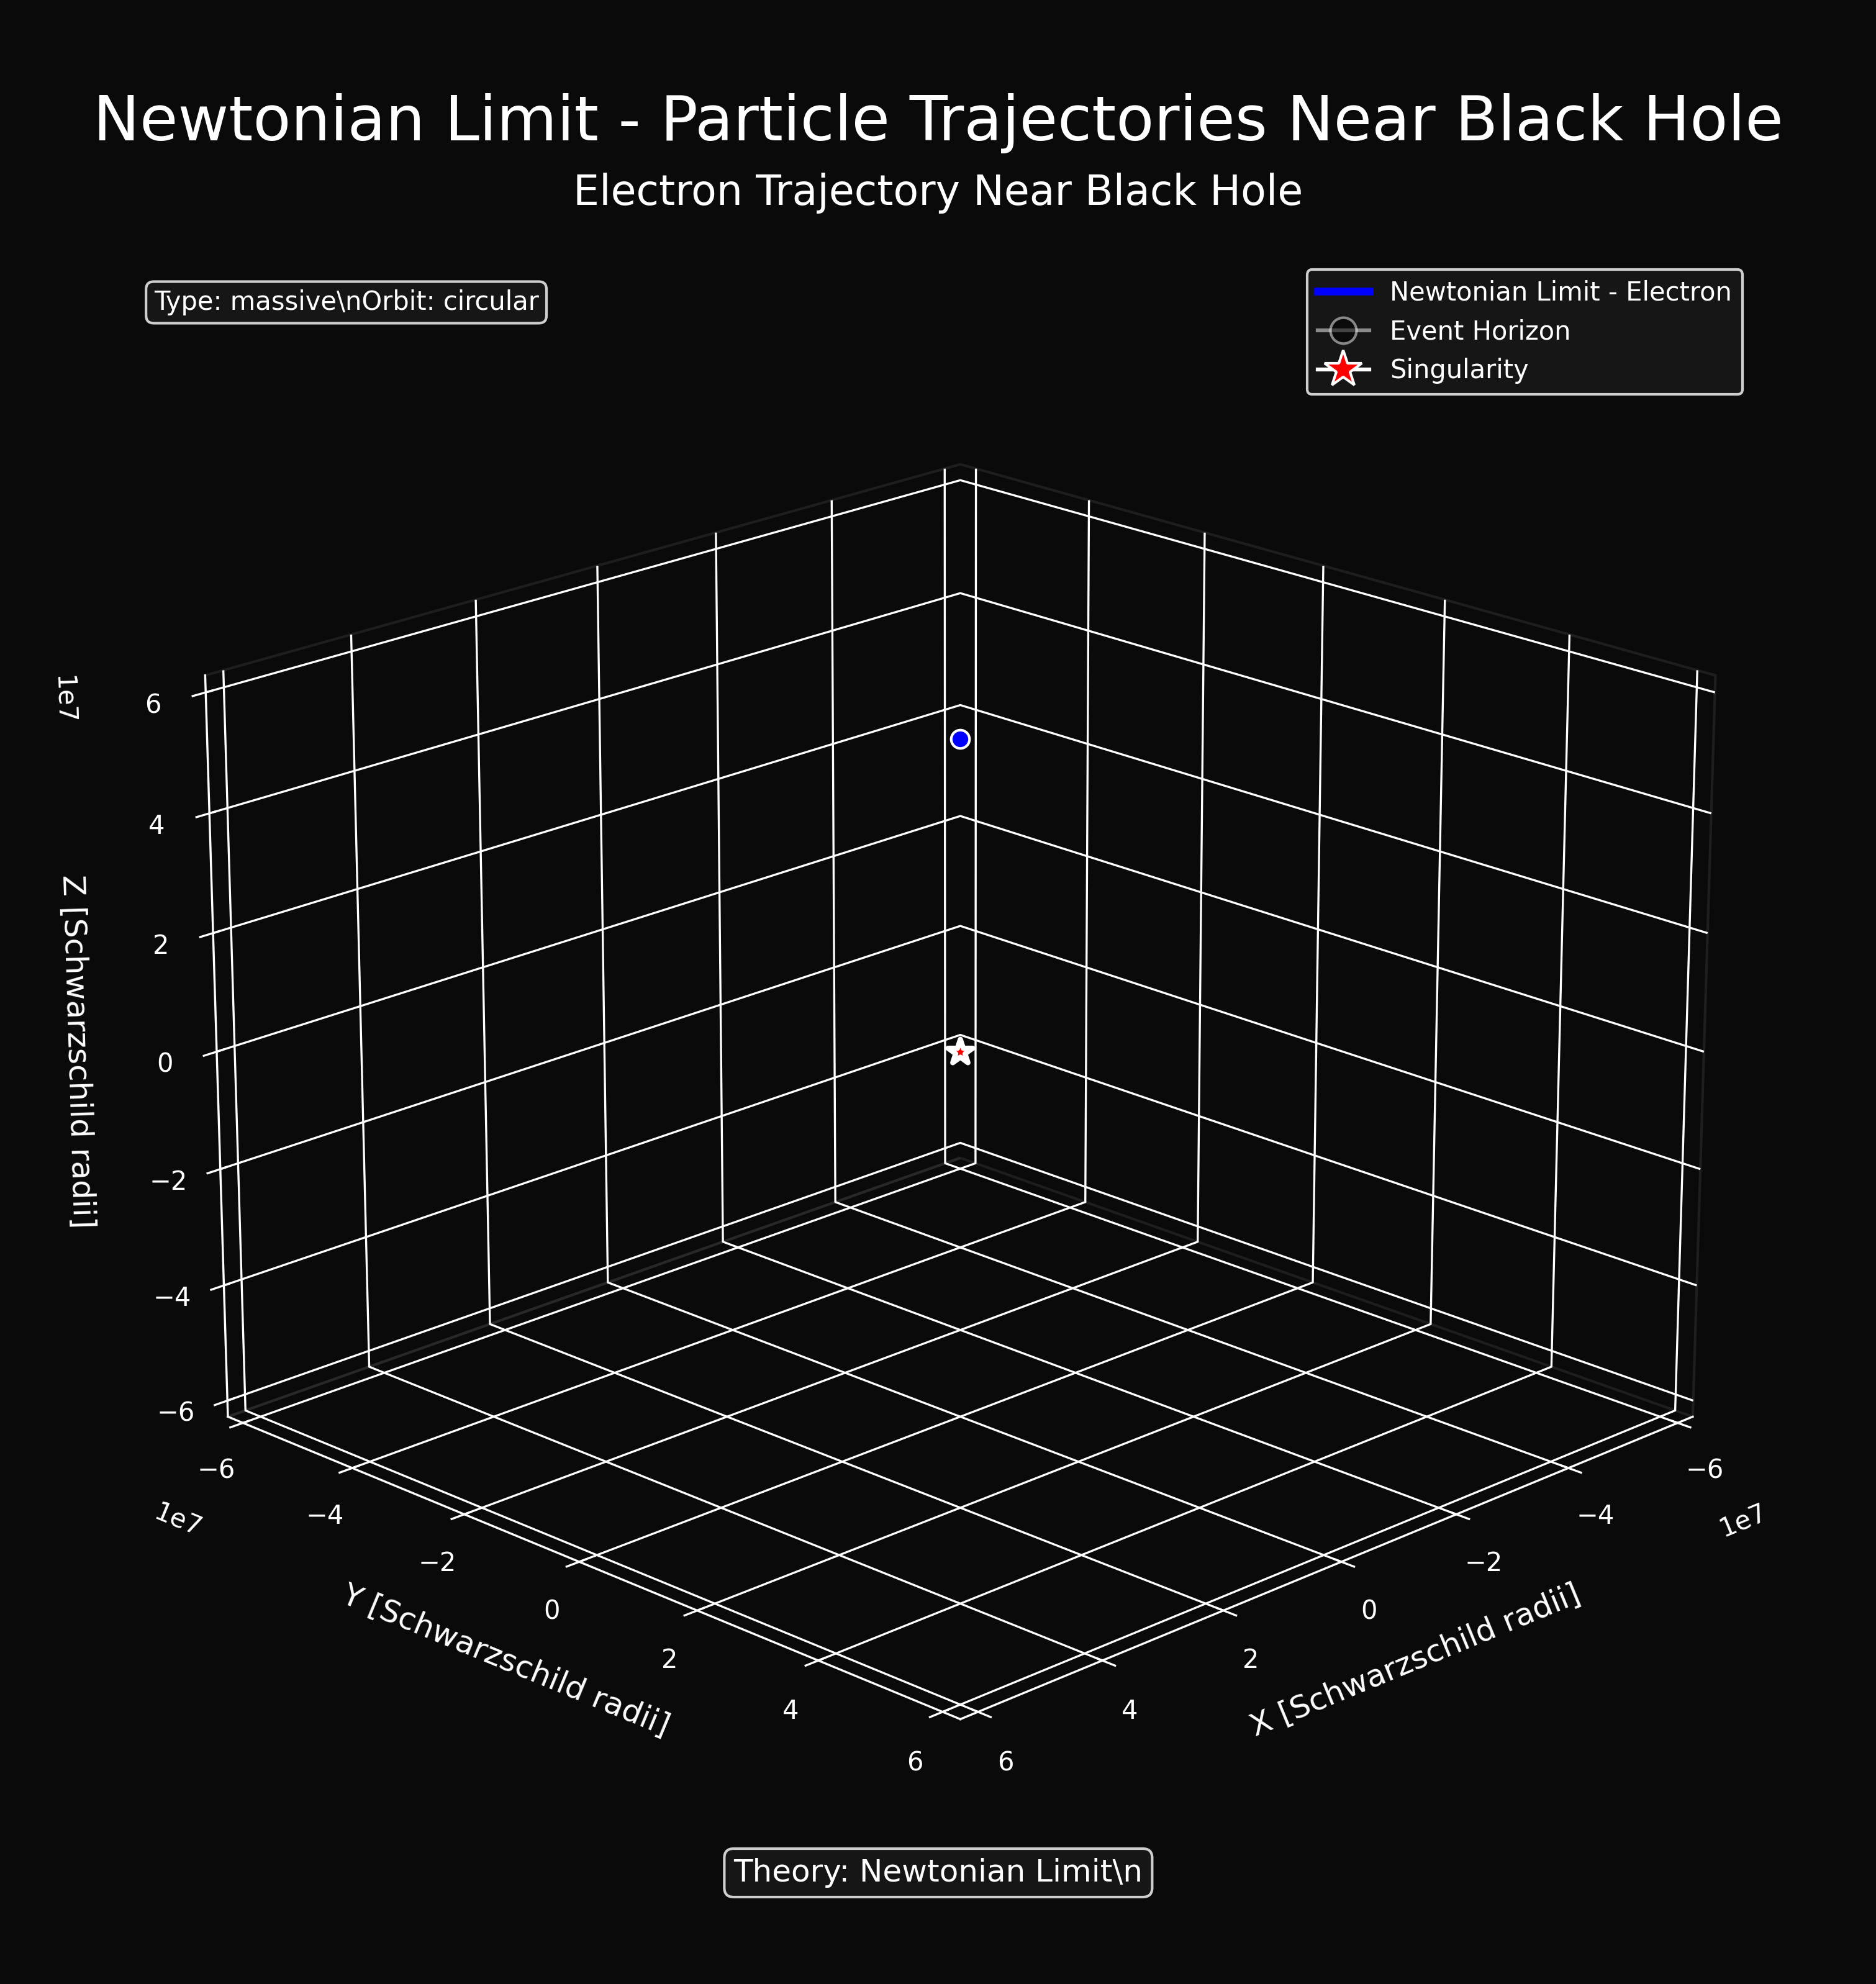 Newtonian Limit - Particle Trajectories Near Black Hole
Electron Trajectory Near Black Hole
Type: massive\nOrbit: circular
Newtonian Limit - Electron
Event Horizon
Singularity
1e7
6
4
2
0
−2
−4
−6
Z [Schwarzschild radii]
−6
−4
−2
0
2
4
6
1e7
Y [Schwarzschild radii]
−6
−4
−2
0
2
4
6
1e7
X [Schwarzschild radii]
Theory: Newtonian Limit\n